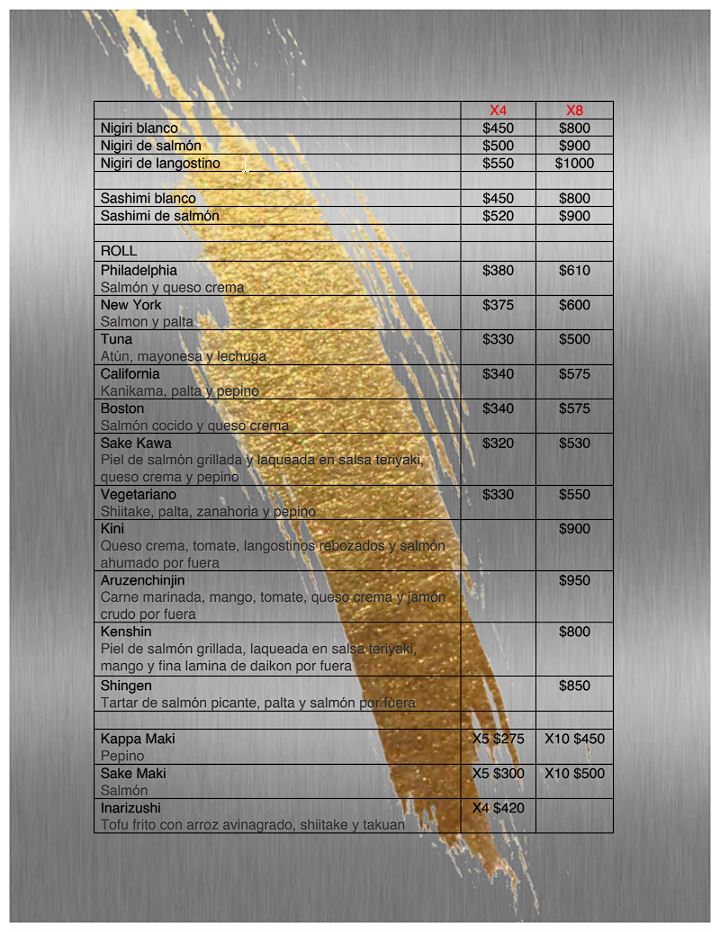 X4 X8
Nigiri blanco $450 $800
Nigiri de salmón $500 $900
Nigiri de langostino $550 $1000
Sashimi blanco $450 $800
Sashimi de salmón $520 $900
ROLL
Philadelphia $380 $610
Salmón y queso crema
New York $375 $600
Salmon y palta
Tuna $330 $500
Atún, mayonesa y lechuga
California $340 $575
Kanikama, palta y pepino
Boston $340 $575
Salmón cocido y queso crema
Sake Kawa $320 $530
Piel de salmón grillada y laqueada en salsa teriyaki,
queso crema y pepino
Vegetariano $330 $550
Shiitake, palta, zanahoria y pepino
Kini $900
Queso crema, tomate, langostinos rebozados y salmón
ahumado por fuera
Aruzenchinjin $950
Carne marinada, mango, tomate, queso crema y jamón
crudo por fuera
Kenshin $800
Piel de salmón grillada, laqueada en salsa teriyaki,
mango y fina lamina de daikon por fuera
Shingen $850
Tartar de salmón picante, palta y salmón por fuera
Kappa Maki X5 $275 X10 $450
Pepino
Sake Maki X5 $300 X10 $500
Salmón
Inarizushi X4 $420
Tofu frito con arroz avinagrado, shiitake y takuan